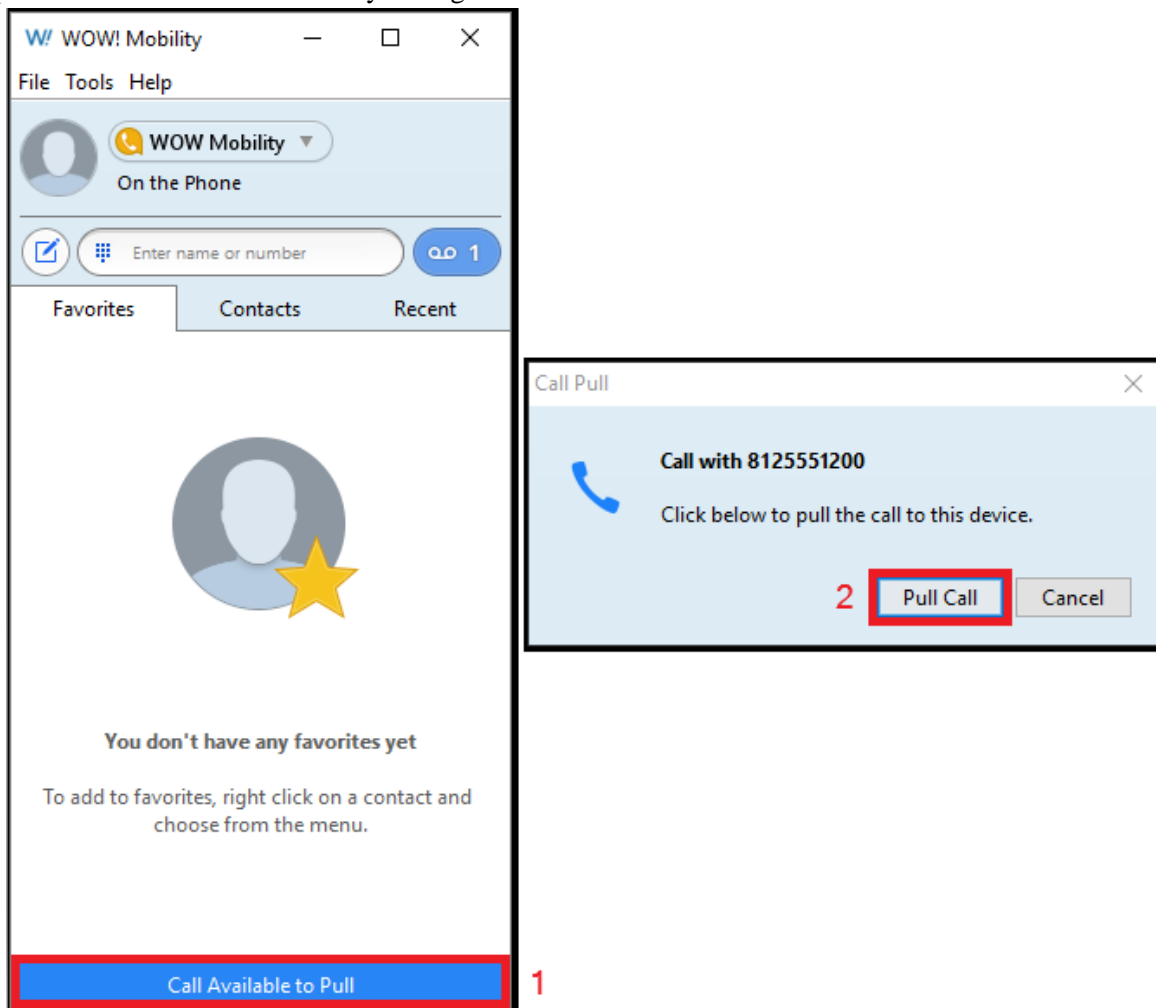 W! WOW! Mobility
File Tools Help
WOW Mobility
On the Phone
Enter name or number
1
Favorites Contacts Recent
You don't have any favorites yet
To add to favorites, right click on a contact and
choose from the menu.
Call Available to Pull
1
Call Pull
Call with 8125551200
Click below to pull the call to this device.
2 Pull Call Cancel